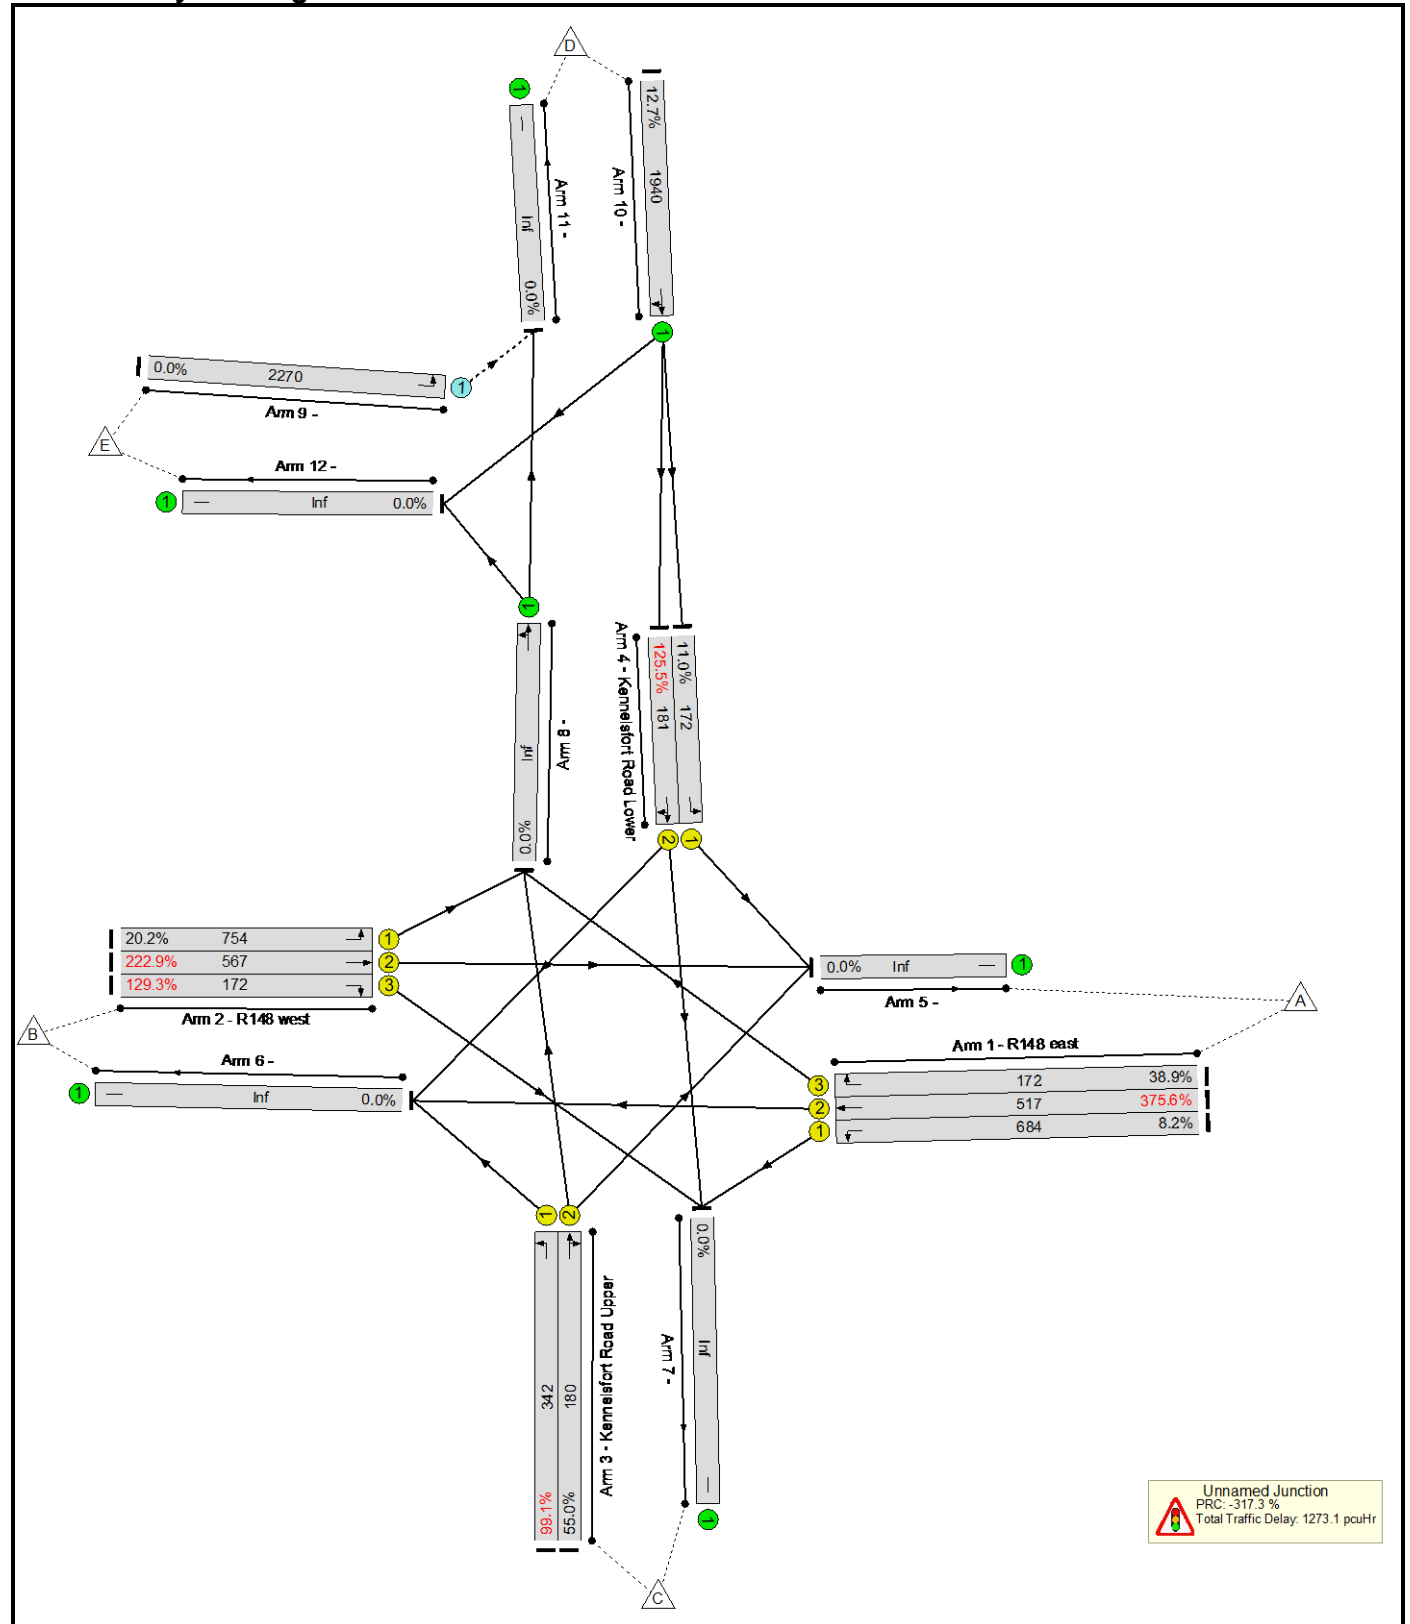 D
1
12.7% 1940
Arm 10 -
Arm 11 -
Inf 0.0%
1
0.0% 2270
1
Arm 9 -
E
Arm 12 -
1
Inf 0.0%
1
Inf 0.0%
Arm 8 -
Arm 4 - Kennelsfort Road Lower
125.5% 181
11.0% 172
2
1
20.2% 754
1
222.9% 567
2
129.3% 172
3
Arm 2 - R148 west
B
0.0% Inf
1
Arm 5 -
A
Arm 1 - R148 east
3
172 38.9%
2
517 375.6%
1
684 8.2%
Arm 6 -
1
Inf 0.0%
1
2
342 99.1%
180 55.0%
Arm 3 - Kennelsfort Road Upper
0.0% Inf
Arm 7 -
1
C
Unnamed Junction
PRC: -317.3 %
Total Traffic Delay: 1273.1 pcuHr